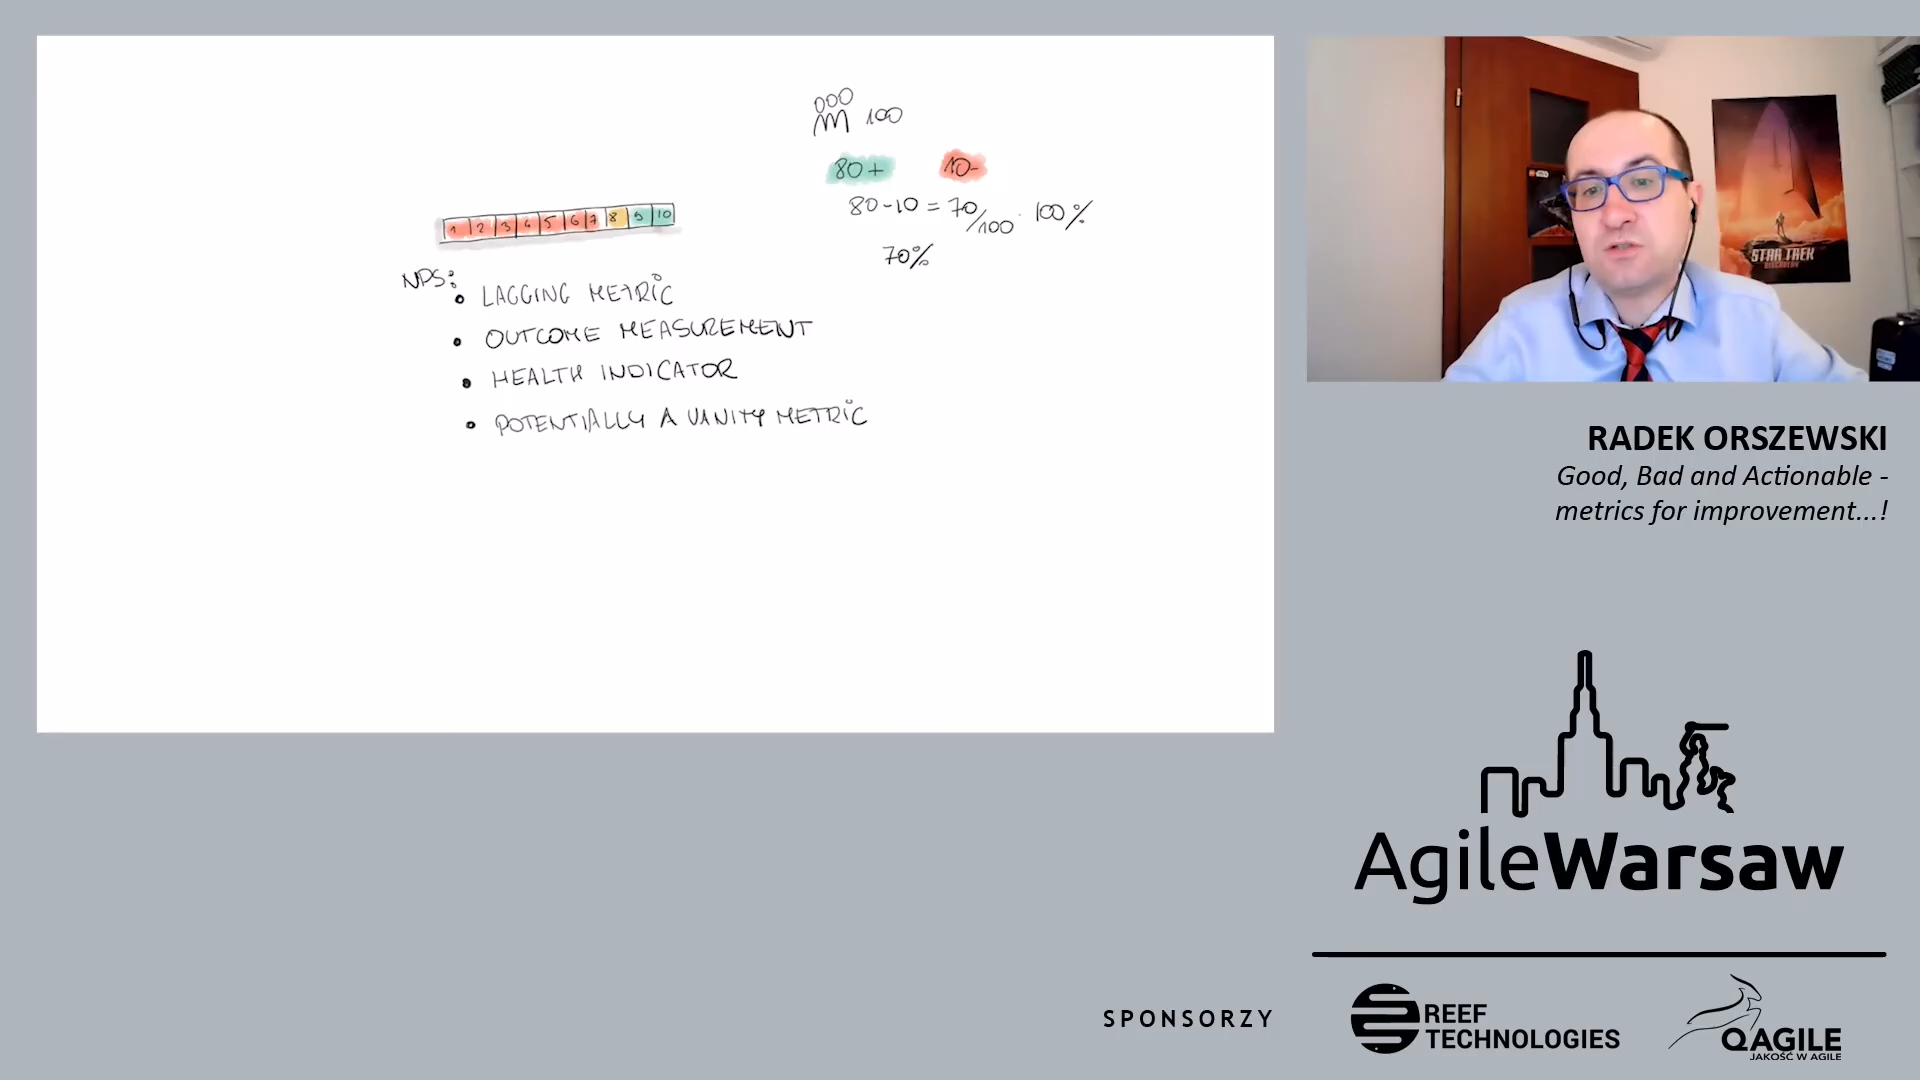 100
80+ 10-
80-10 = 70/100 · 100%
70%
1 2 3 4 5 6 7 8 9 10
NPS:
• LAGGING METRIC
• OUTCOME MEASUREMENT
• HEALTH INDICATOR
• POTENTIALLY A VANITY METRIC
STAR TREK
DISCOVERY
RADEK ORSZEWSKI
Good, Bad and Actionable -
metrics for improvement...!
AgileWarsaw
SPONSORZY
REEF
TECHNOLOGIES
QAGILE
JAKOŚĆ W AGILE